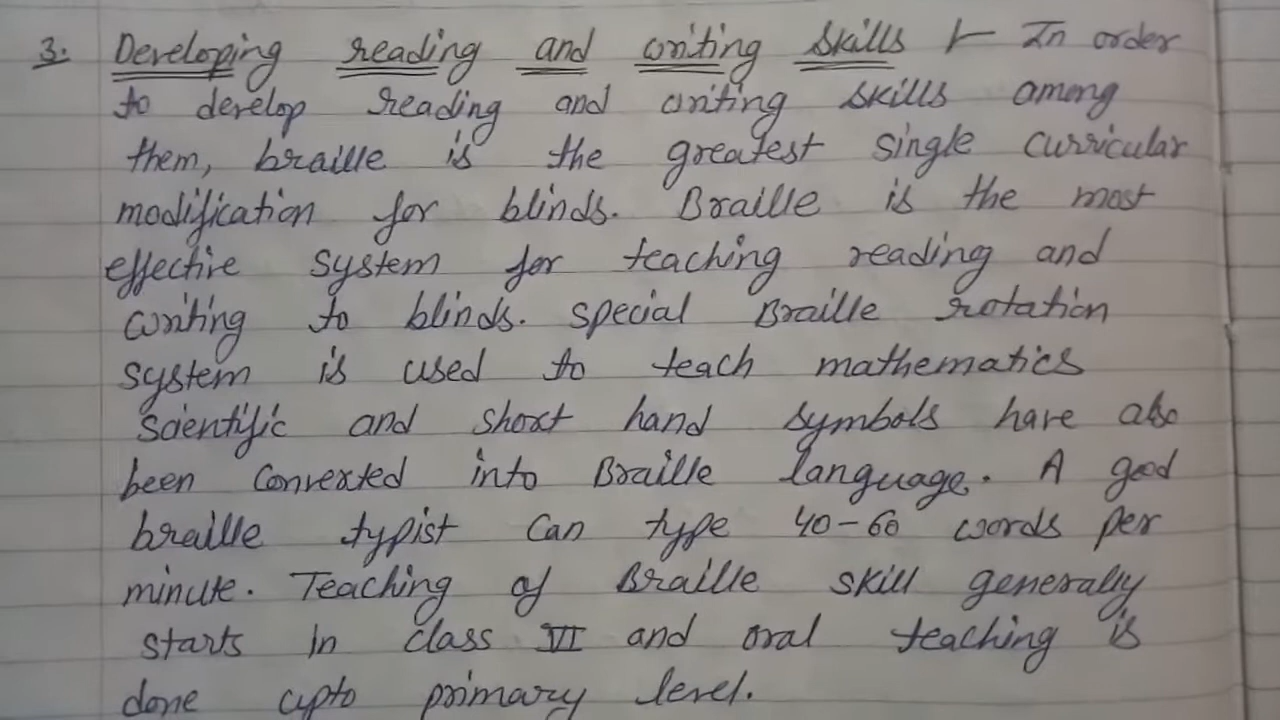 3. Developing reading and writing skills :- In order
to develop reading and writing skills among
them, braille is the greatest single curricular
modification for blinds. Braille is the most
effective system for teaching reading and
writing to blinds. special Braille rotation
system is used to teach mathematics
scientific and short hand symbols have also
been converted into Braille language. A good
braille typist can type 40-60 words per
minute. Teaching of Braille skill generally
starts in class VI and oral teaching is
done upto primary level.